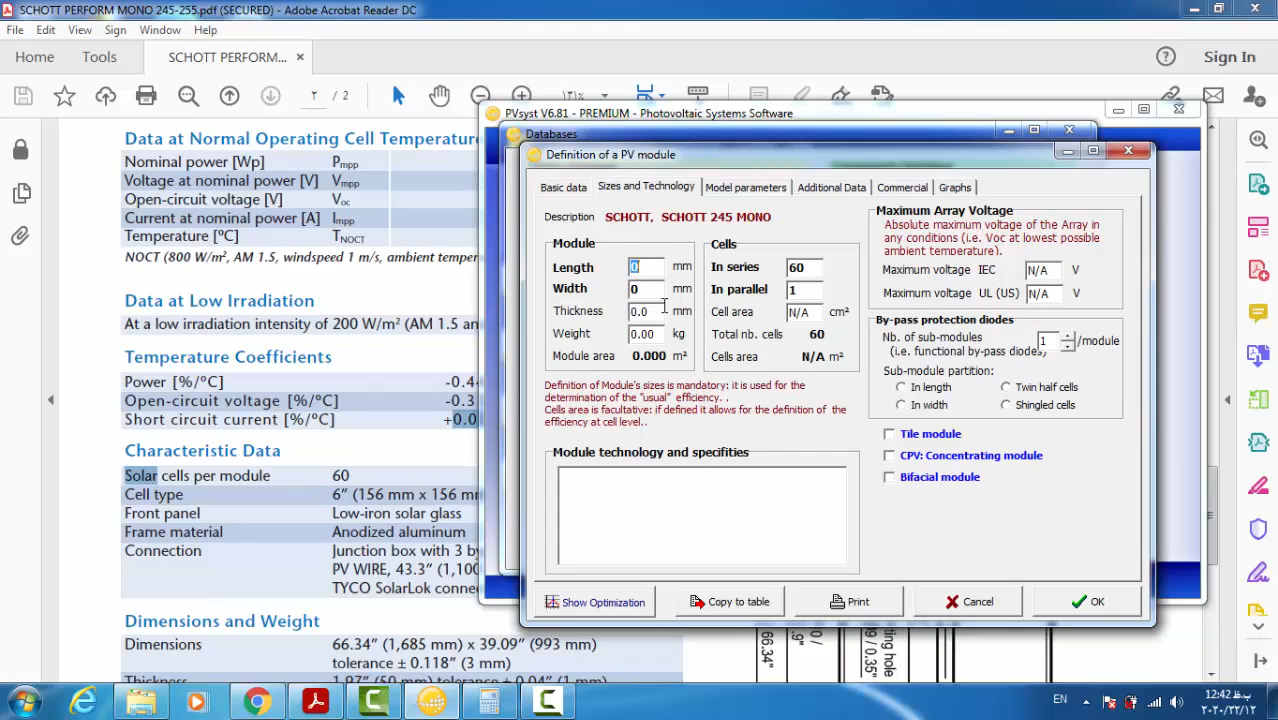 SCHOTT PERFORM MONO 245-255.pdf (SECURED) - Adobe Acrobat Reader DC
File Edit View Sign Window Help
Home Tools SCHOTT PERFORM... × Sign In
٢ / 2
PVsyst V6.81 - PREMIUM - Photovoltaic Systems Software
Databases
Definition of a PV module
Basic data Sizes and Technology Model parameters Additional Data Commercial Graphs
Description SCHOTT, SCHOTT 245 MONO
Module
Length 0 mm
Width 0 mm
Thickness 0.0 mm
Weight 0.00 kg
Module area 0.000 m²
Cells
In series 60
In parallel 1
Cell area N/A cm²
Total nb. cells 60
Cells area N/A m²
Definition of Module's sizes is mandatory: it is used for the
determination of the "usual" efficiency. .
Cells area is facultative: if defined it allows for the definition of the
efficiency at cell level..
Module technology and specifities
Maximum Array Voltage
Absolute maximum voltage of the Array in
any conditions (i.e. Voc at lowest possible
ambient temperature).
Maximum voltage IEC N/A V
Maximum voltage UL (US) N/A V
By-pass protection diodes
Nb. of sub-modules 1 /module
(i.e. functional by-pass diodes)
Sub-module partition:
In length Twin half cells
In width Shingled cells
Tile module
CPV: Concentrating module
Bifacial module
Show Optimization Copy to table Print Cancel OK
Data at Normal Operating Cell Temperature
Nominal power [Wp] Pmpp
Voltage at nominal power [V] Vmpp
Open-circuit voltage [V] Voc
Current at nominal power [A] Impp
Temperature [ºC] TNOCT
NOCT (800 W/m², AM 1.5, windspeed 1 m/s, ambient temper
Data at Low Irradiation
At a low irradiation intensity of 200 W/m² (AM 1.5 an
Temperature Coefficients
Power [%/ºC] -0.4
Open-circuit voltage [%/ºC] -0.3
Short circuit current [%/ºC] +0.0
Characteristic Data
Solar cells per module 60
Cell type 6" (156 mm x 156 m
Front panel Low-iron solar glass
Frame material Anodized aluminum
Connection Junction box with 3 by
PV WIRE, 43.3" (1,100
TYCO SolarLok conne
Dimensions and Weight
Dimensions 66.34" (1,685 mm) x 39.09" (993 mm)
tolerance ± 0.118" (3 mm)
Thickness 1.97" (50 mm) tolerance ± 0.04" (1 mm)
66.34"
EN 12:42 ب.ظ